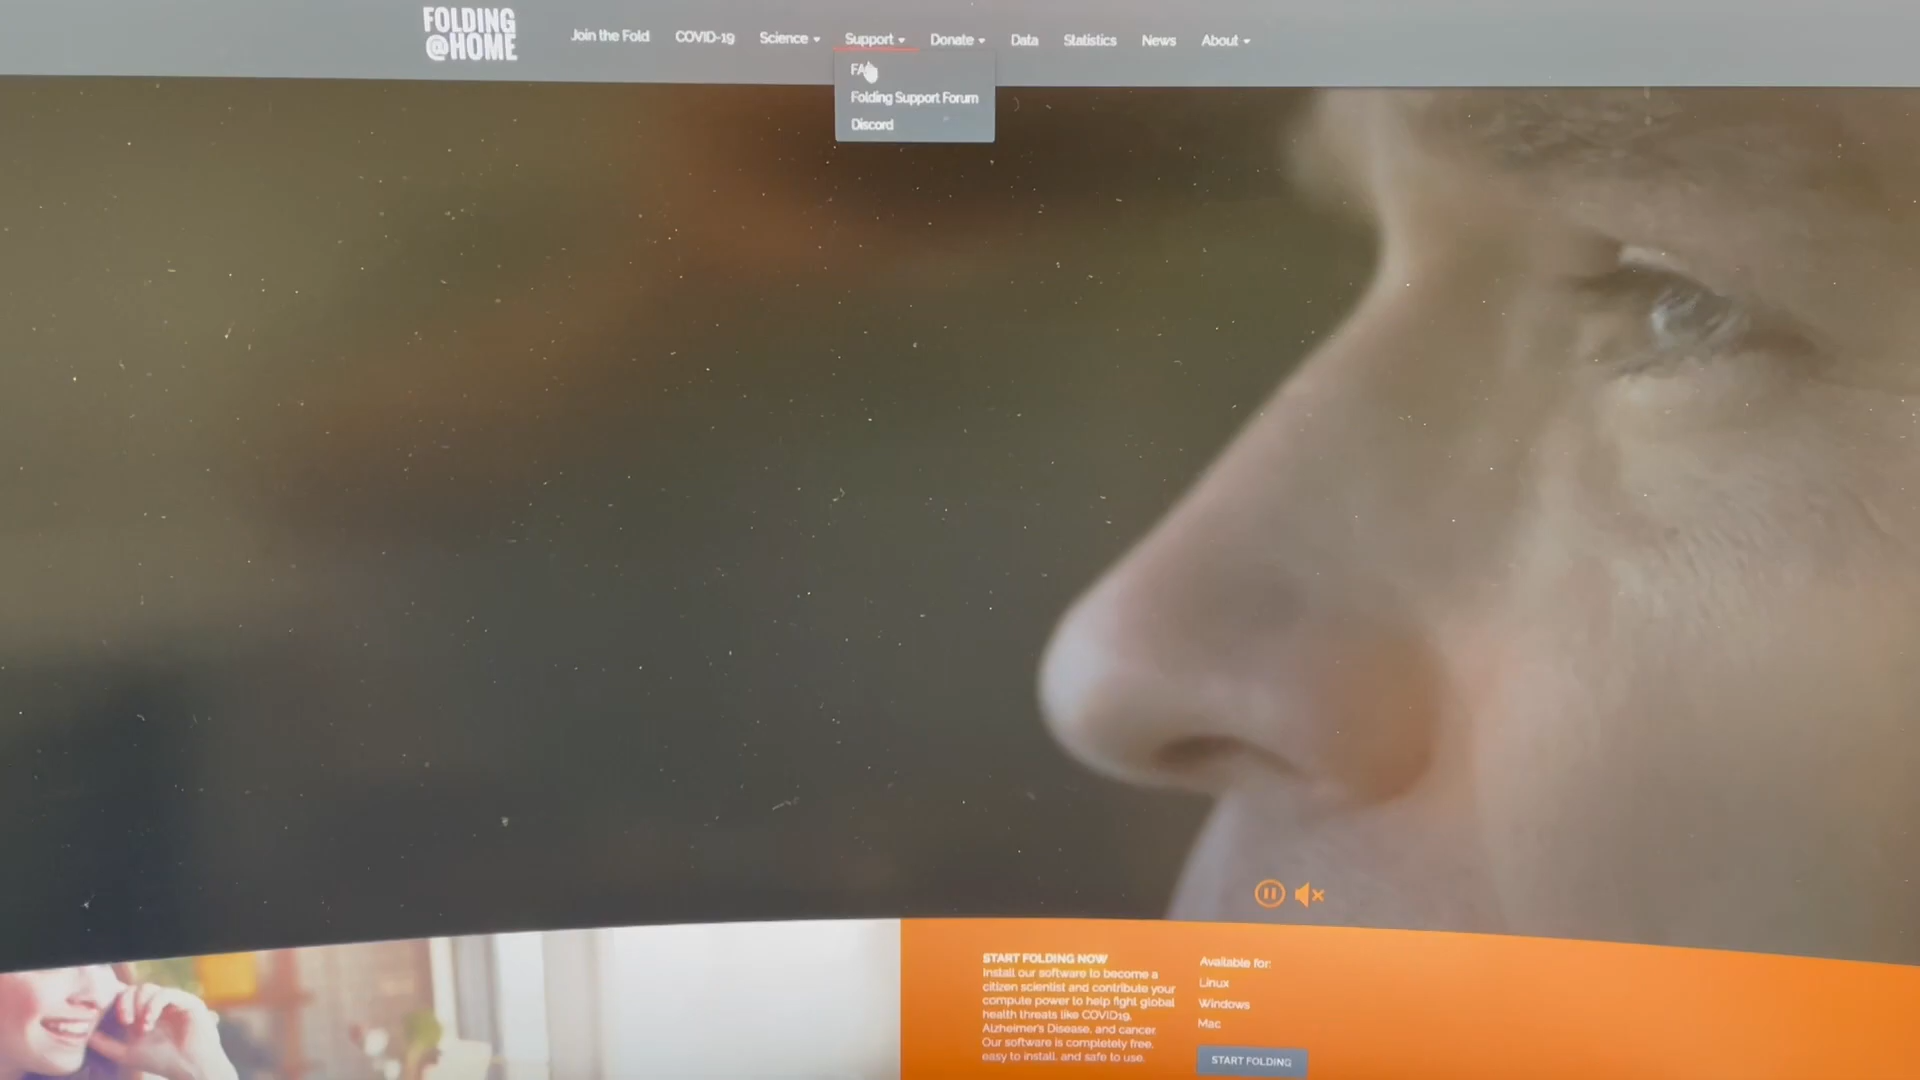 FOLDING
@HOME
Join the Fold
COVID-19
Science
Support
Donate
Data
Statistics
News
About
Folding Support Forum
Discord
START FOLDING NOW
Install our software to become a
citizen scientist and contribute your
compute power to help fight global
health threats like COVID19,
Alzheimer's Disease, and cancer.
Our software is completely free,
easy to install, and safe to use.
Available for:
Linux
Windows
Mac
START FOLDING